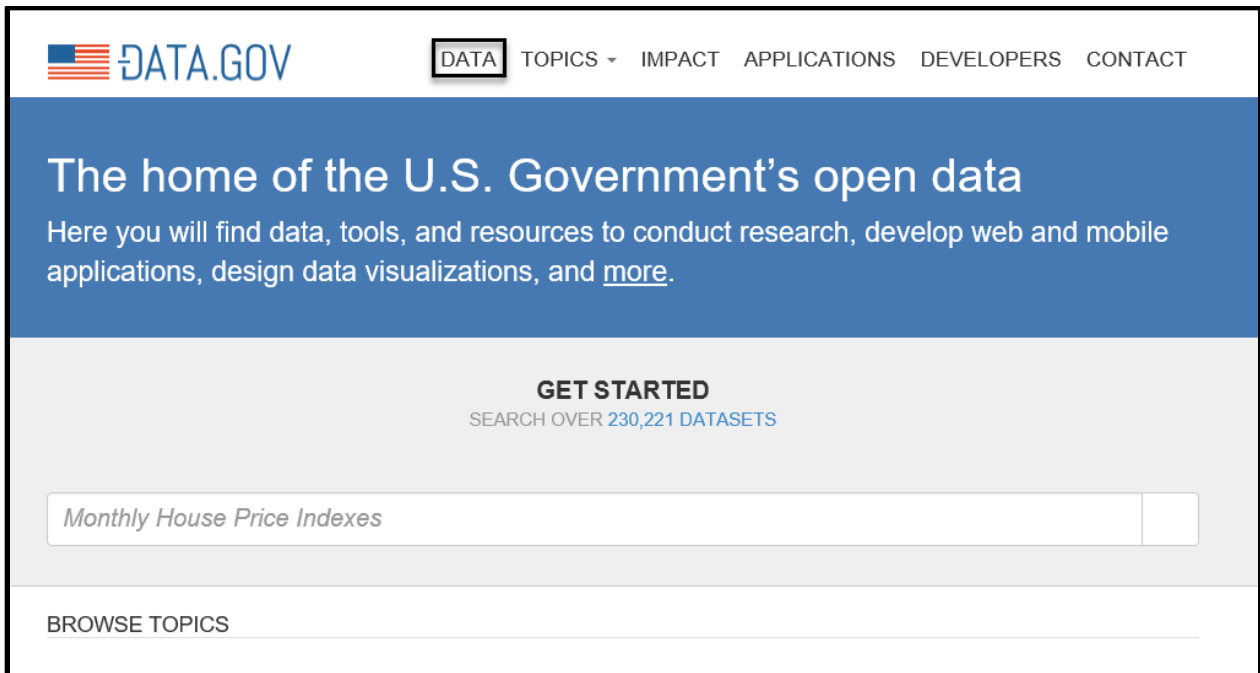 DATA.GOV
DATA TOPICS IMPACT APPLICATIONS DEVELOPERS CONTACT
The home of the U.S. Government’s open data
Here you will find data, tools, and resources to conduct research, develop web and mobile
applications, design data visualizations, and more.
GET STARTED
SEARCH OVER 230,221 DATASETS
Monthly House Price Indexes
BROWSE TOPICS